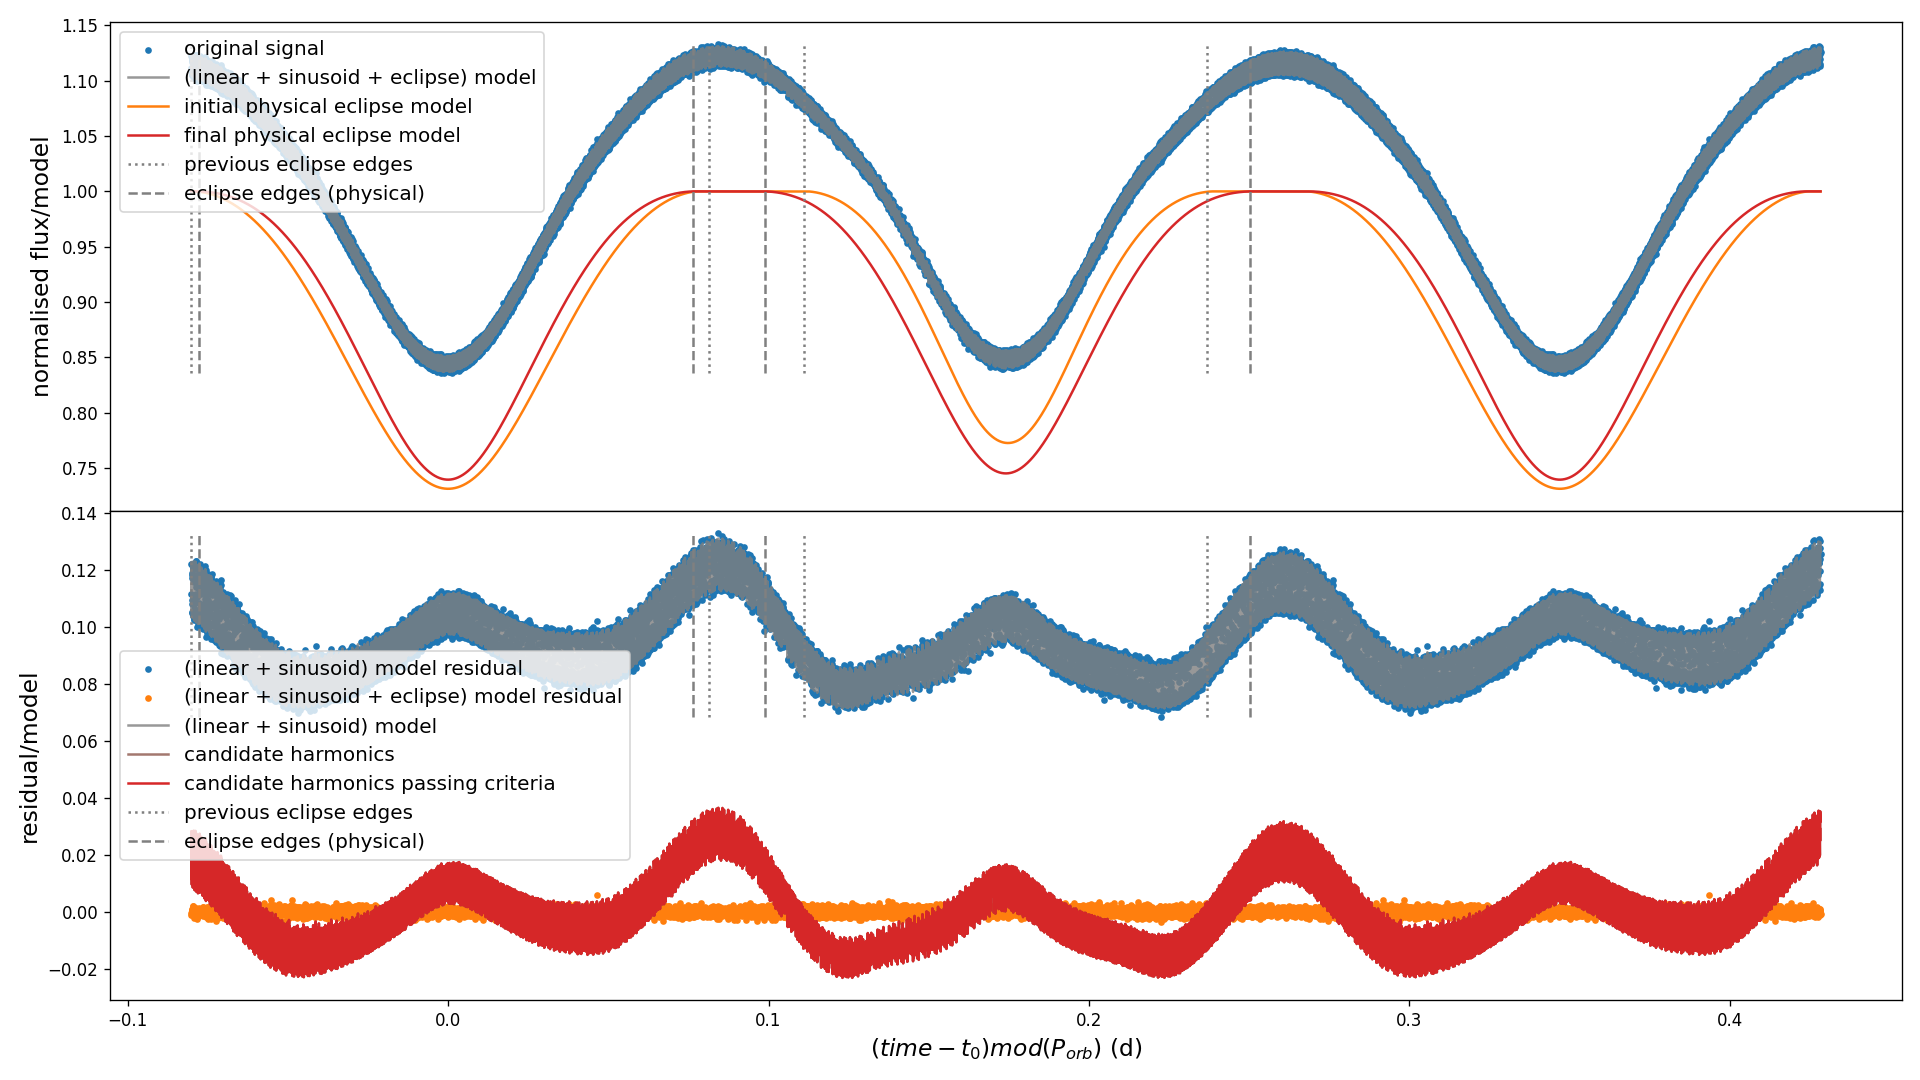 1.15
1.10
1.05
1.00
0.95
0.90
0.85
0.80
0.75
normalised flux/model
original signal
(linear + sinusoid + eclipse) model
initial physical eclipse model
final physical eclipse model
previous eclipse edges
eclipse edges (physical)
0.14
0.12
0.10
0.08
0.06
0.04
0.02
0.00
−0.02
residual/model
(linear + sinusoid) model residual
(linear + sinusoid + eclipse) model residual
(linear + sinusoid) model
candidate harmonics
candidate harmonics passing criteria
previous eclipse edges
eclipse edges (physical)
−0.1 0.0 0.1 0.2 0.3 0.4
(time − t₀)mod(Pₒᵣb) (d)